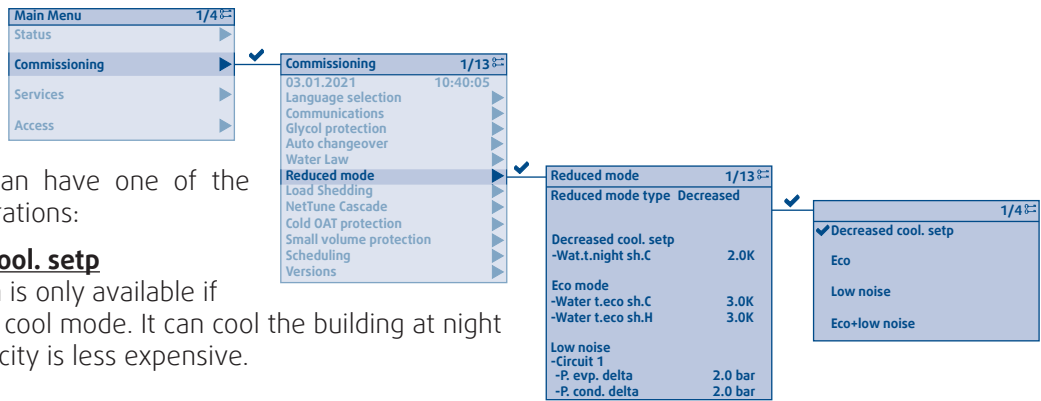 Main Menu 1/4
Status
Commissioning
Services
Access
Commissioning 1/13
03.01.2021 10:40:05
Language selection
Communications
Glycol protection
Auto changeover
Water Law
Reduced mode
Load Shedding
NetTune Cascade
Cold OAT protection
Small volume protection
Scheduling
Versions
Reduced mode 1/13
Reduced mode type Decreased
Decreased cool. setp
-Wat.t.night sh.C 2.0K
Eco mode
-Water t.eco sh.C 3.0K
-Water t.eco sh.H 3.0K
Low noise
-Circuit 1
-P. evp. delta 2.0 bar
-P. cond. delta 2.0 bar
1/4
Decreased cool. setp
Eco
Low noise
Eco+low noise
an have one of the
rations:
ool. setp
is only available if
cool mode. It can cool the building at night
city is less expensive.